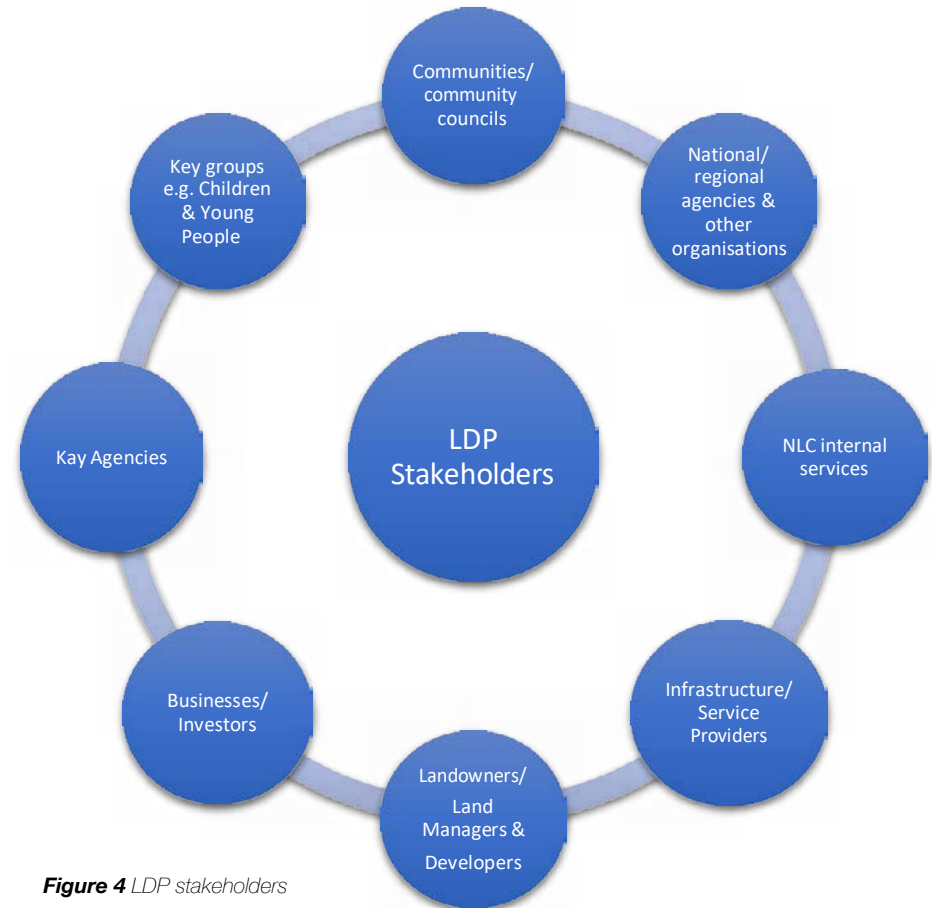 Communities/
community
councils
National/
regional
agencies &
other
organisations
NLC internal
services
Infrastructure/
Service
Providers
Landowners/
Land
Managers &
Developers
Businesses/
Investors
Kay Agencies
Key groups
e.g. Children
& Young
People
LDP
Stakeholders
Figure 4 LDP stakeholders